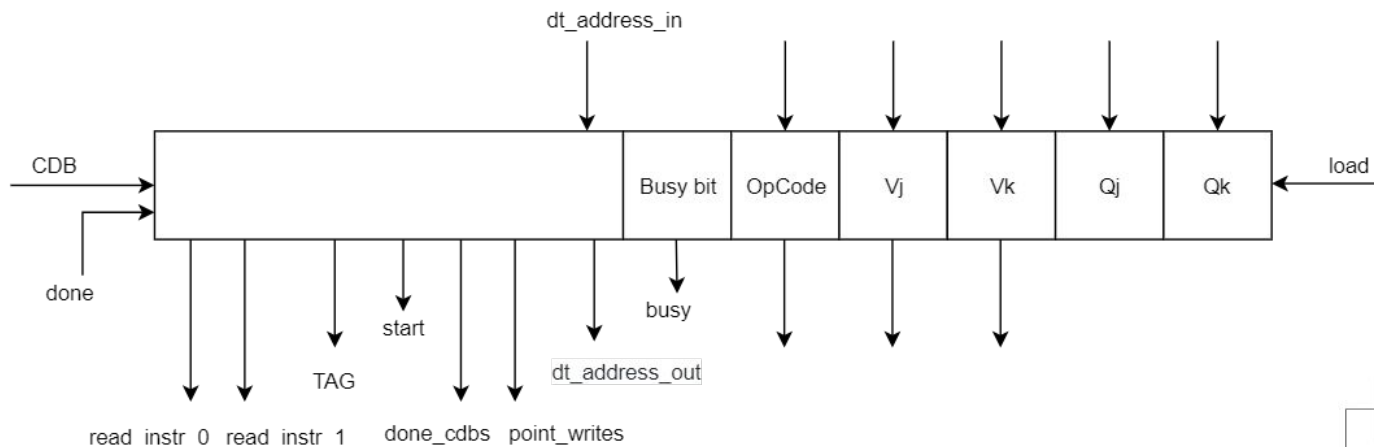 dt_address_in
CDB
Busy bit
OpCode
Vj
Vk
Qj
Qk
load
done
start
busy
TAG
dt_address_out
read_instr_0
read_instr_1
done_cdbs
point_writes